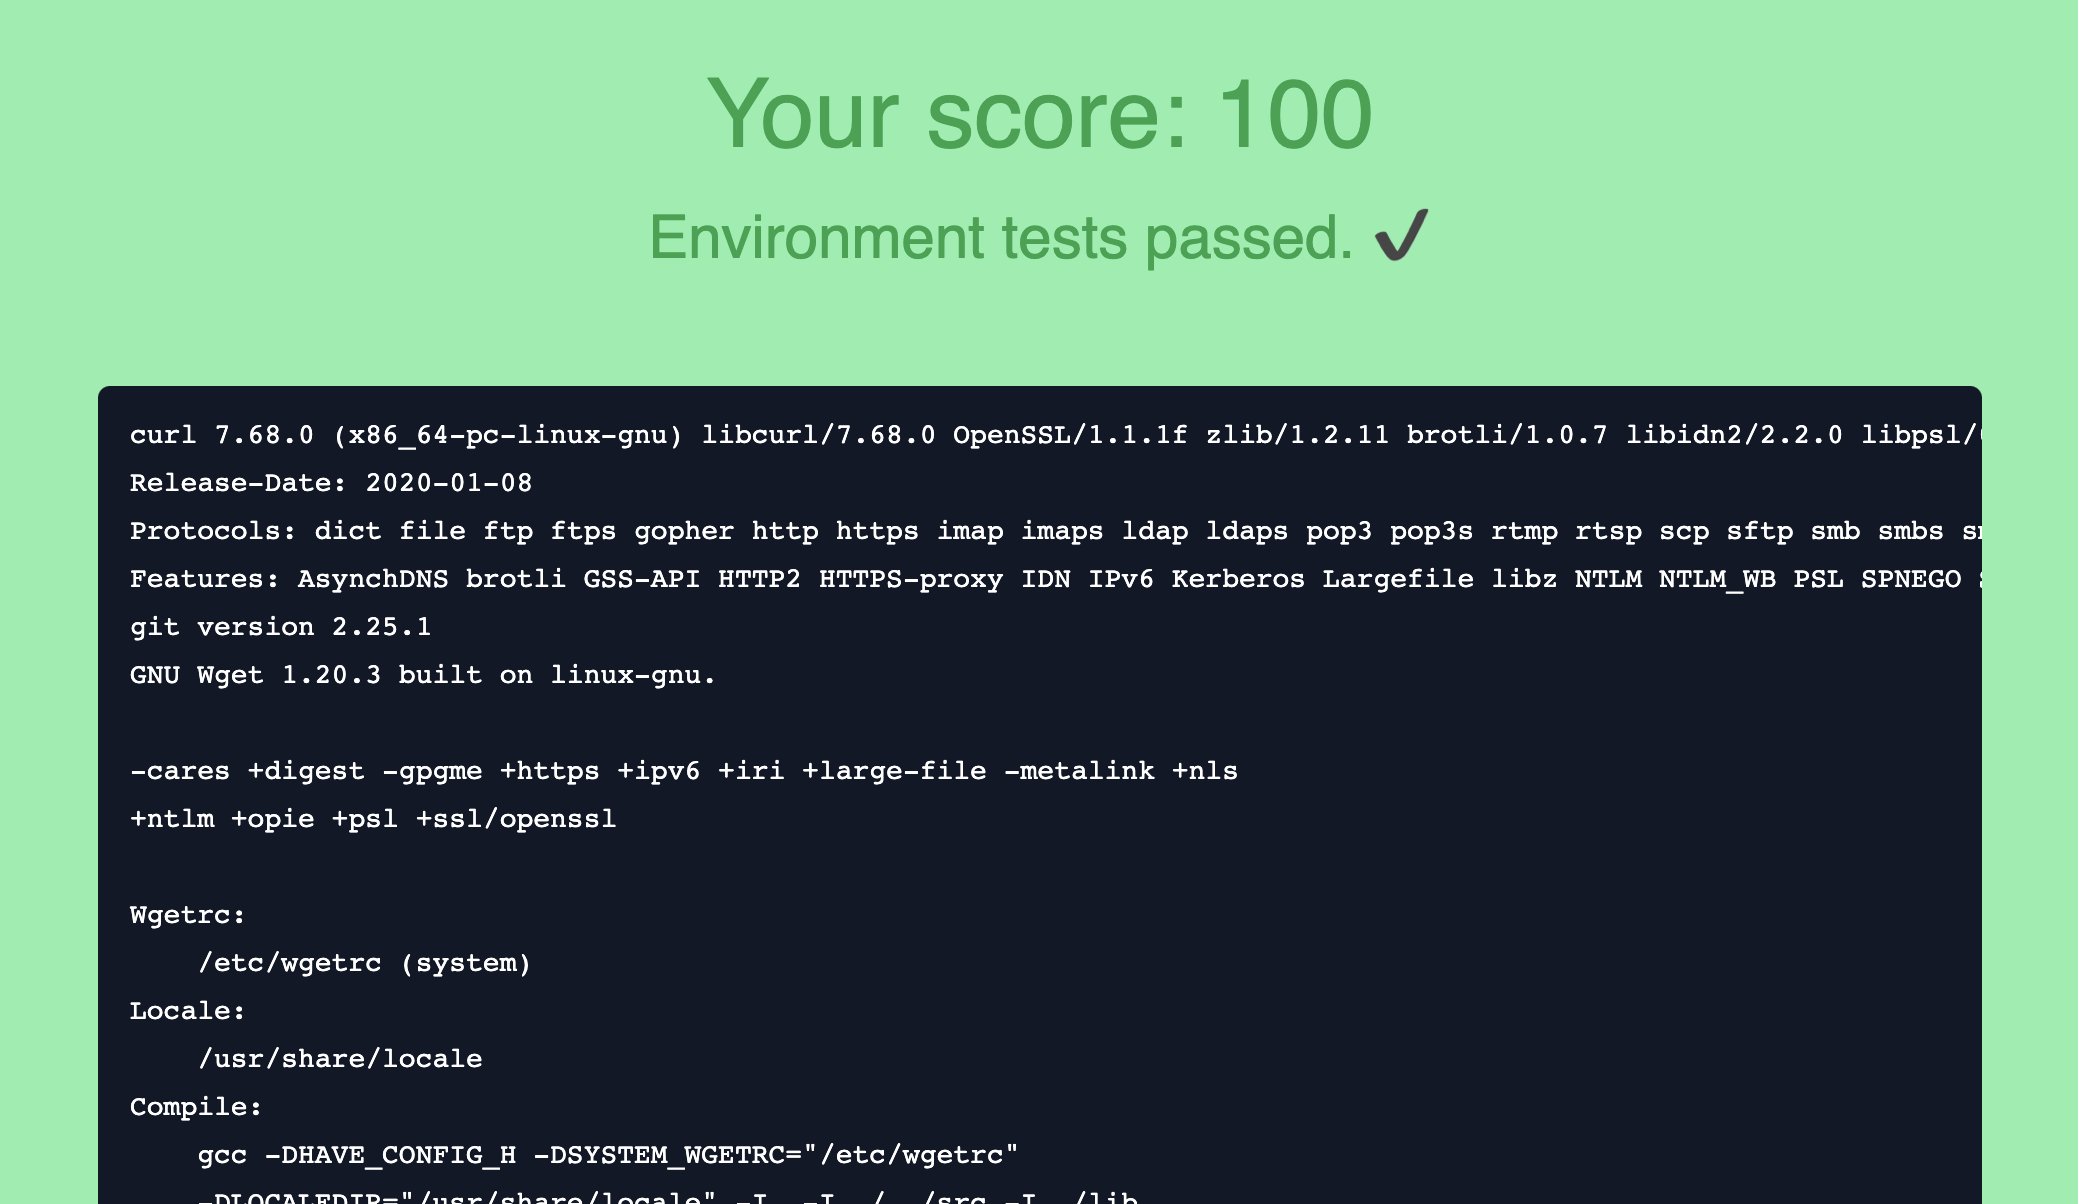 Your score: 100
Environment tests passed. ✔
curl 7.68.0 (x86_64-pc-linux-gnu) libcurl/7.68.0 OpenSSL/1.1.1f zlib/1.2.11 brotli/1.0.7 libidn2/2.2.0 libpsl/
Release-Date: 2020-01-08
Protocols: dict file ftp ftps gopher http https imap imaps ldap ldaps pop3 pop3s rtmp rtsp scp sftp smb smbs
Features: AsynchDNS brotli GSS-API HTTP2 HTTPS-proxy IDN IPv6 Kerberos Largefile libz NTLM NTLM_WB PSL SPNEGO
git version 2.25.1
GNU Wget 1.20.3 built on linux-gnu.
-cares +digest -gpgme +https +ipv6 +iri +large-file -metalink +nls
+ntlm +opie +psl +ssl/openssl
Wgetrc:
/etc/wgetrc (system)
Locale:
/usr/share/locale
Compile:
gcc -DHAVE_CONFIG_H -DSYSTEM_WGETRC="/etc/wgetrc"
-DLOCALEDIR="/usr/share/locale" -I. -I../../src -I../lib